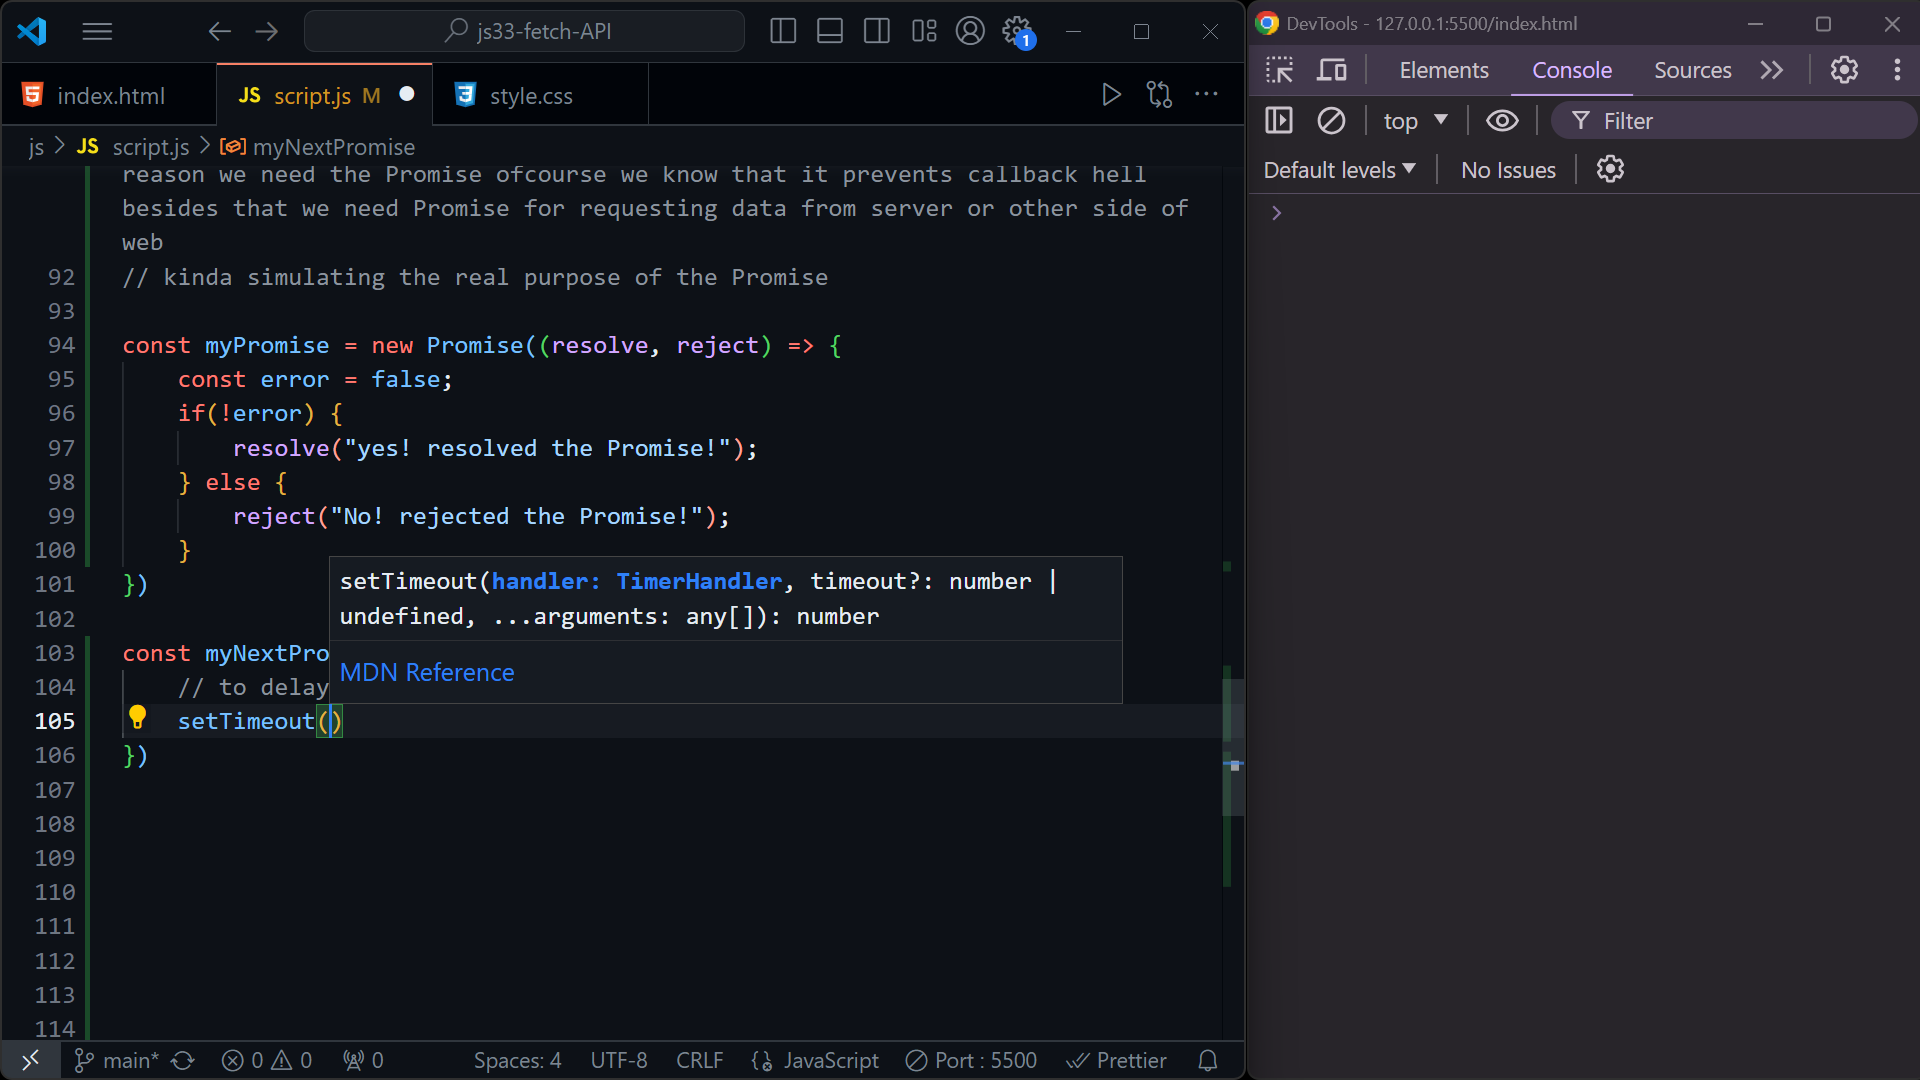 js33-fetch-API
1
index.html
JS script.js M
style.css
js > JS script.js > myNextPromise
reason we need the Promise ofcourse we know that it prevents callback hell
besides that we need Promise for requesting data from server or other side of
web
92 // kinda simulating the real purpose of the Promise
93
94 const myPromise = new Promise((resolve, reject) => {
95 const error = false;
96 if(!error) {
97 resolve("yes! resolved the Promise!");
98 } else {
99 reject("No! rejected the Promise!");
100 }
101 })
102
103 const myNextPro
104 // to delay
105 setTimeout()
106 })
107
108
109
110
111
112
113
114
setTimeout(handler: TimerHandler, timeout?: number |
undefined, ...arguments: any[]): number
MDN Reference
main* 0 0 0 Spaces: 4 UTF-8 CRLF {} JavaScript Port : 5500 Prettier
DevTools - 127.0.0.1:5500/index.html
Elements Console Sources
top Filter
Default levels No Issues
>